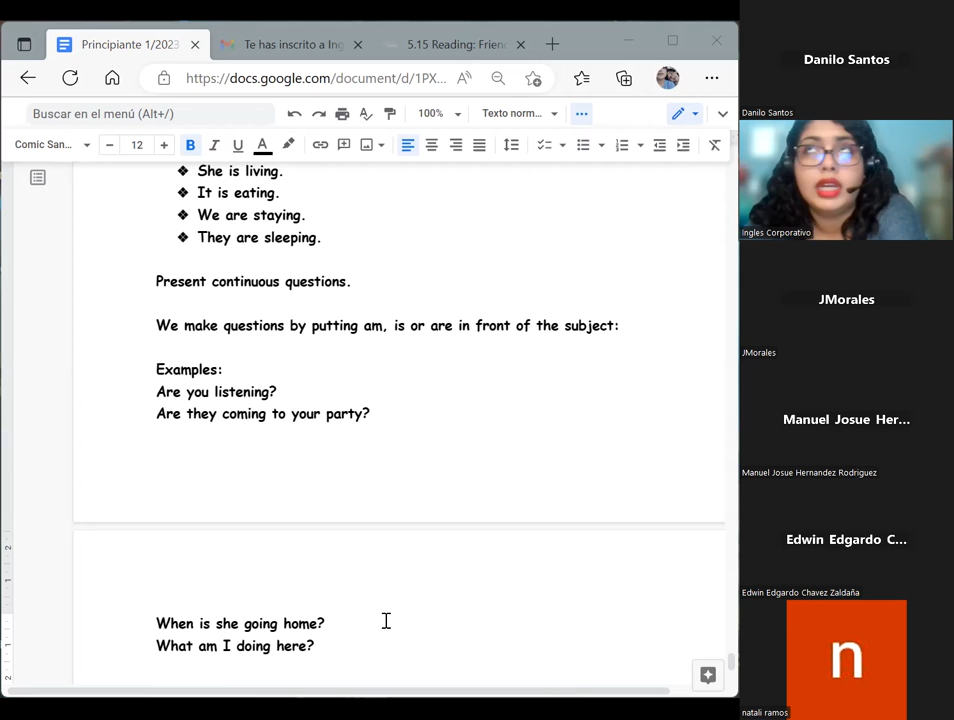 Principiante 1/2023
Te has inscrito a Ing
5.15 Reading: Frien
https://docs.google.com/document/d/1PX...
Buscar en el menú (Alt+/)
100%
Texto norm...
Comic San...
12
She is living.
It is eating.
We are staying.
They are sleeping.
Present continuous questions.
We make questions by putting am, is or are in front of the subject:
Examples:
Are you listening?
Are they coming to your party?
When is she going home?
What am I doing here?
Danilo Santos
Danilo Santos
Ingles Corporativo
JMorales
JMorales
Manuel Josue Her...
Manuel Josue Hernandez Rodriguez
Edwin Edgardo C...
Edwin Edgardo Chavez Zaldaña
n
natali ramos